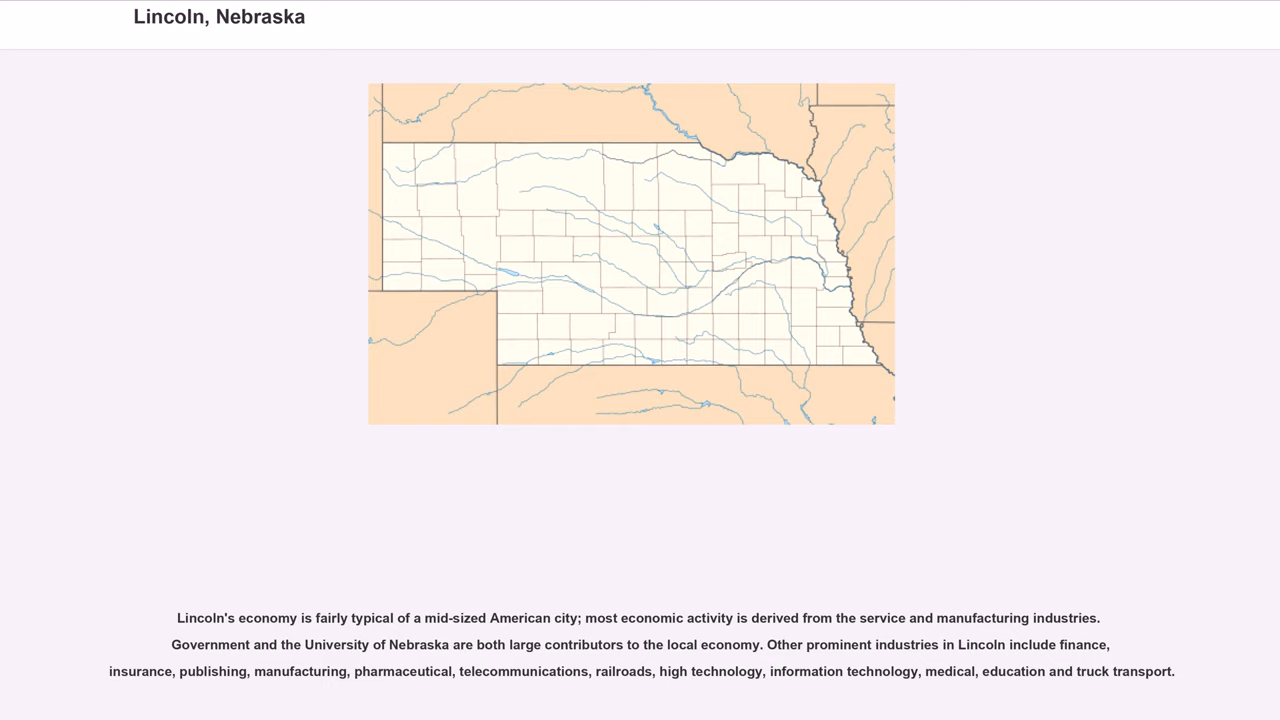 Lincoln, Nebraska
Lincoln's economy is fairly typical of a mid-sized American city; most economic activity is derived from the service and manufacturing industries.
Government and the University of Nebraska are both large contributors to the local economy. Other prominent industries in Lincoln include finance,
insurance, publishing, manufacturing, pharmaceutical, telecommunications, railroads, high technology, information technology, medical, education and truck transport.